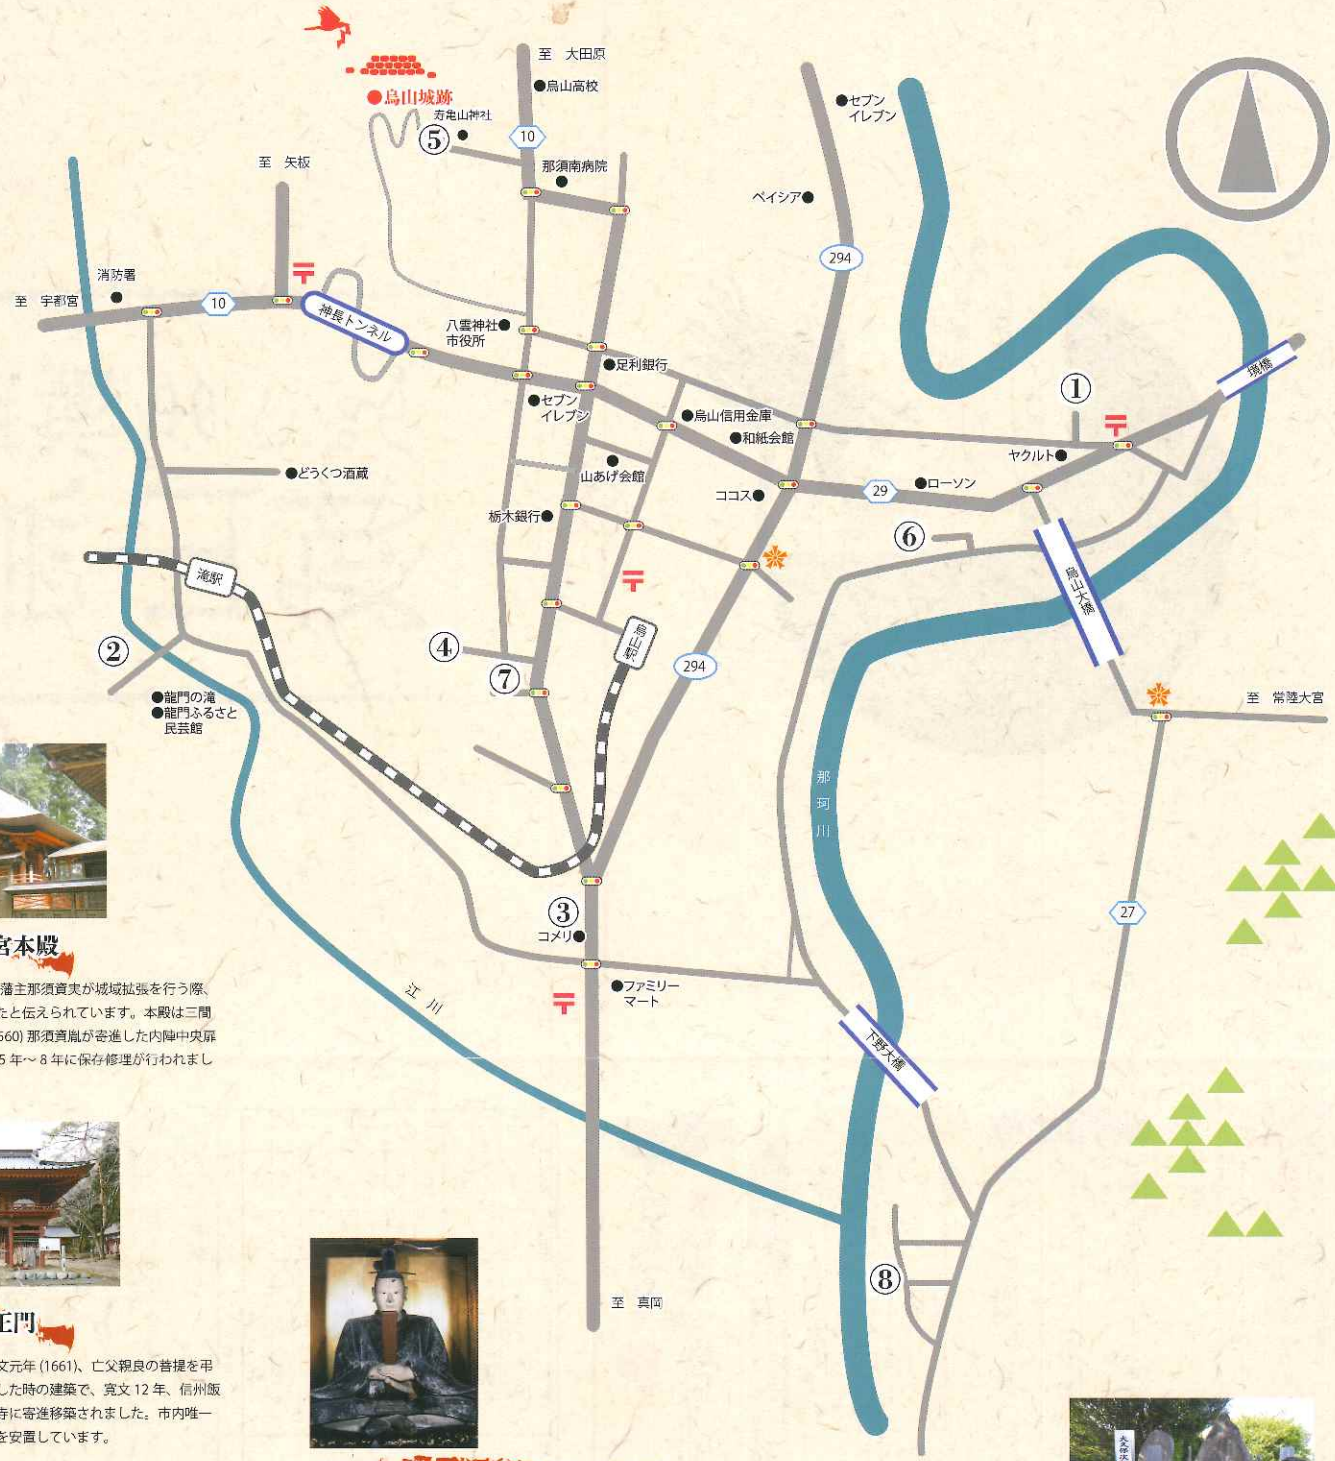 至 大田原
烏山高校
烏山城跡
寿亀山神社
⑤
10
那須南病院
セブン
イレブン
ベイシア
294
至 矢板
消防署
〒
至 宇都宮
10
神長トンネル
八雲神社
市役所
足利銀行
セブン
イレブン
烏山信用金庫
和紙会館
①
〒
境橋
ヤクルト
どうくつ酒蔵
山あげ会館
ココス
29
ローソン
栃木銀行
⑥
滝駅
〒
烏山大橋
②
④
烏山駅
⑦
294
龍門の滝
龍門ふるさと
民芸館
至 常陸大宮
那珂川
27
③
コメリ
江川
〒
ファミリー
マート
下野大橋
⑧
至 真岡
宮本殿
藩主那須資実が城域拡張を行う際、
たと伝えられています。本殿は三間
560) 那須資胤が寄進した内陣中央扉
5 年～ 8 年に保存修理が行われまし
正門
文元年 (1661)、亡父親良の菩提を弔
した時の建築で、寛文 12 年、信州飯
寺に寄進移築されました。市内唯一
を安置しています。